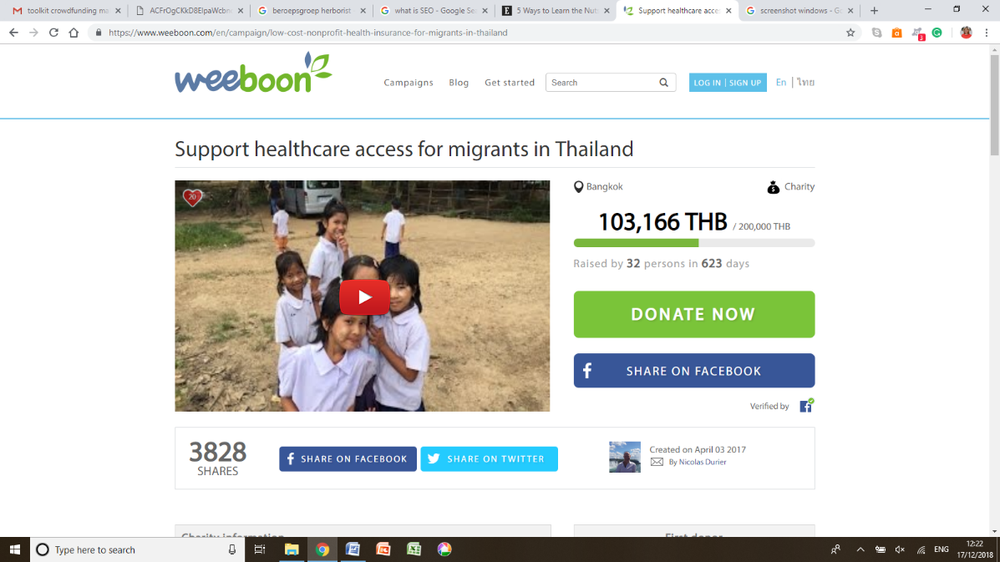 toolkit crowdfunding ma
ACFrOgCKkD8ElpaWcbn
beroepsgroep herborist
what is SEO - Google Se
5 Ways to Learn the Nut
Support healthcare acce
screenshot windows - Go
https://www.weeboon.com/en/campaign/low-cost-nonprofit-health-insurance-for-migrants-in-thailand
3
weeboon
Campaigns Blog Get started Search LOG IN | SIGN UP En | ไทย
Support healthcare access for migrants in Thailand
20
Bangkok Charity
103,166 THB / 200,000 THB
Raised by 32 persons in 623 days
DONATE NOW
SHARE ON FACEBOOK
Verified by
3828
SHARES
SHARE ON FACEBOOK SHARE ON TWITTER
Created on April 03 2017
By Nicolas Durier
Charity information First donor
Type here to search
ENG
12:22
17/12/2018